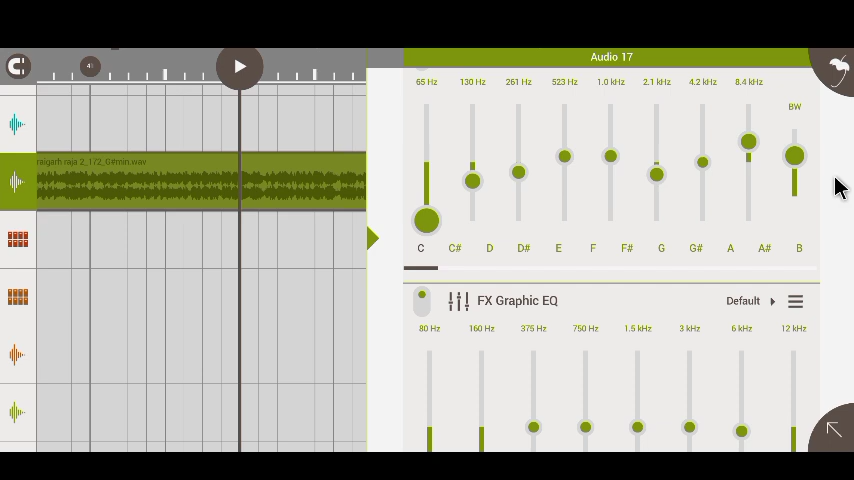 Audio 17
41
65 Hz 130 Hz 261 Hz 523 Hz 1.0 kHz 2.1 kHz 4.2 kHz 8.4 kHz
BW
raigarh raja 2_172_G#min.wav
C C# D D# E F F# G G# A A# B
FX Graphic EQ
Default
80 Hz 160 Hz 375 Hz 750 Hz 1.5 kHz 3 kHz 6 kHz 12 kHz